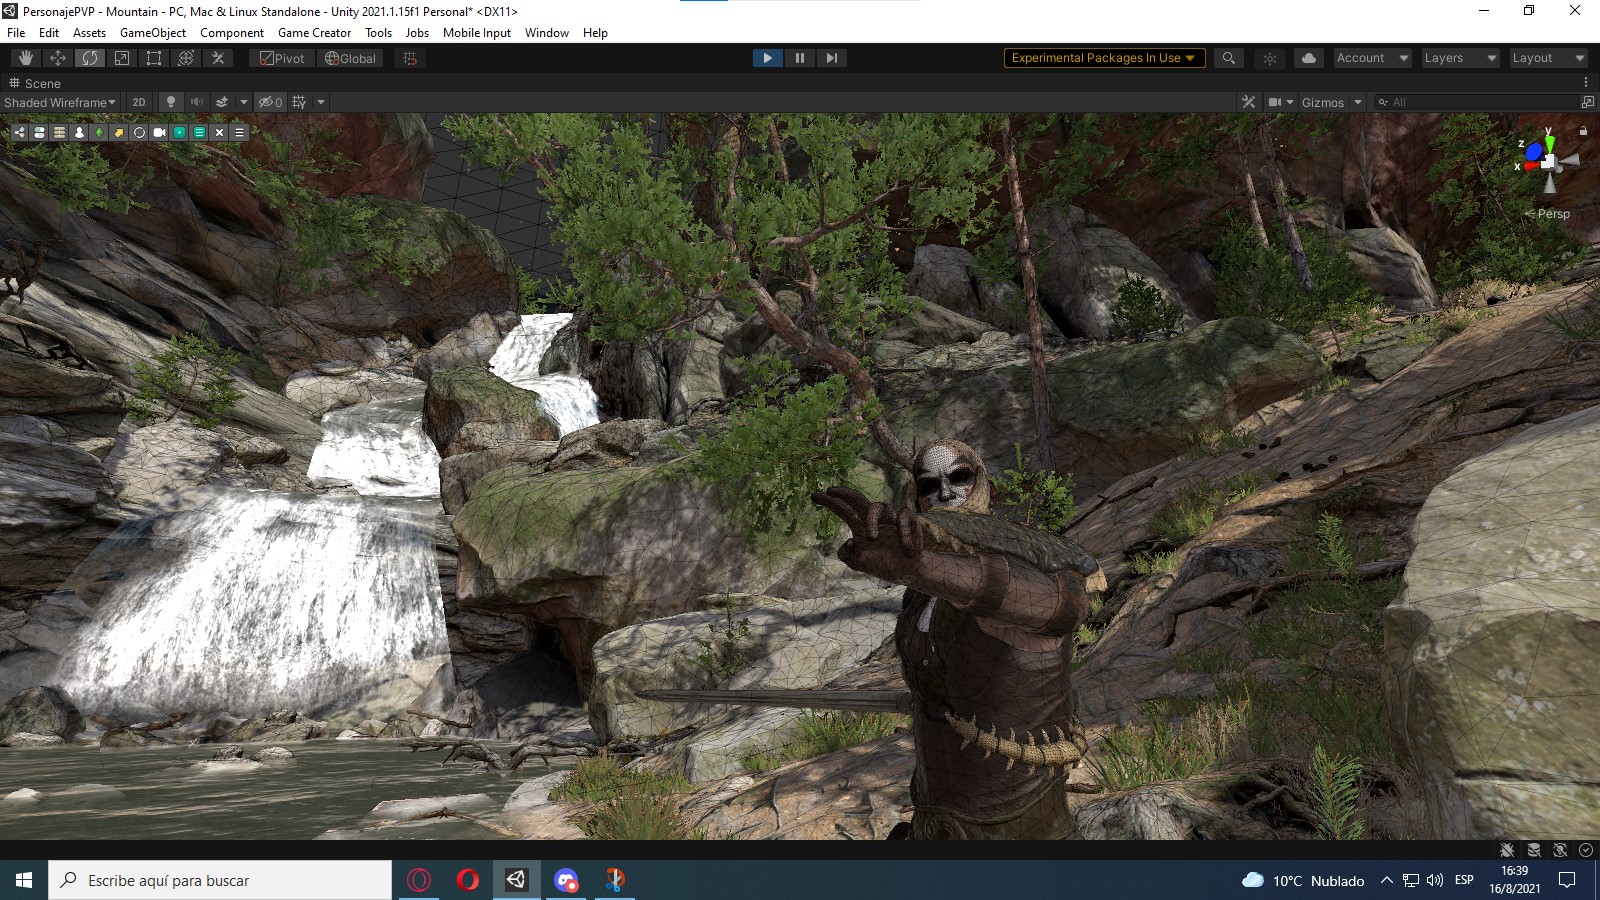 PersonajePVP - Mountain - PC, Mac & Linux Standalone - Unity 2021.1.15f1 Personal* <DX11>
File Edit Assets GameObject Component Game Creator Tools Jobs Mobile Input Window Help
Pivot Global Experimental Packages In Use Account Layers Layout
Scene
Shaded Wireframe 2D 0 Gizmos All
y
z
x
Persp
Escribe aquí para buscar
10°C Nublado ESP
16:39
16/8/2021